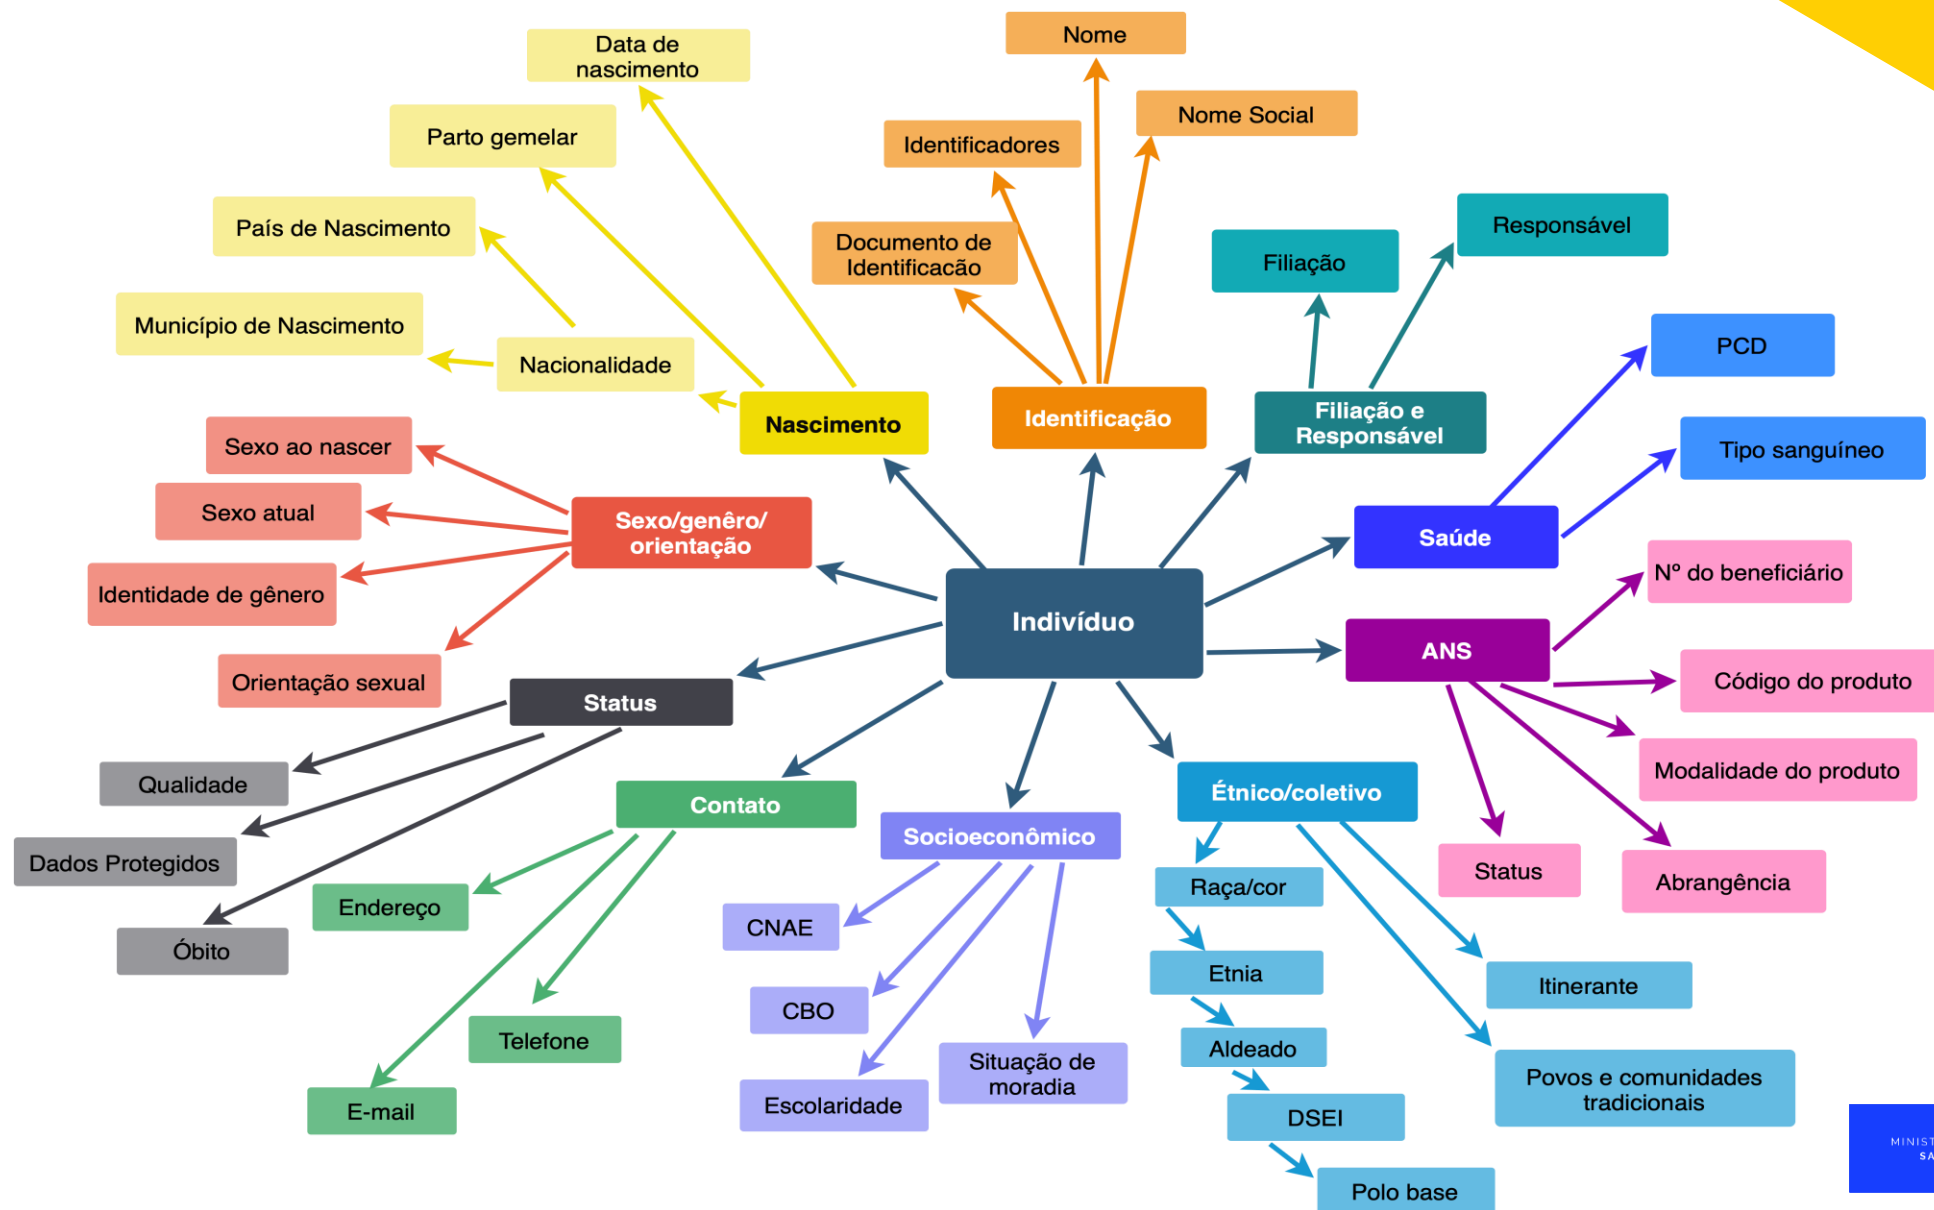 Nome
Data de
nascimento
Nome Social
Parto gemelar
Identificadores
País de Nascimento
Documento de
Identificacão
Filiação
Responsável
Município de Nascimento
Nacionalidade
PCD
Nascimento
Identificação
Filiação e
Responsável
Sexo ao nascer
Tipo sanguíneo
Sexo atual
Sexo/genêro/
orientação
Saúde
Identidade de gênero
Nº do beneficiário
Indivíduo
ANS
Orientação sexual
Código do produto
Status
Modalidade do produto
Qualidade
Contato
Étnico/coletivo
Socioeconômico
Dados Protegidos
Status
Abrangência
Raça/cor
Endereço
CNAE
Óbito
Etnia
Itinerante
CBO
Telefone
Aldeado
Situação de
moradia
Povos e comunidades
tradicionais
Escolaridade
E-mail
DSEI
MINIST
SA
Polo base